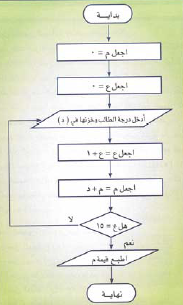 بداية
اجعل م = ٠
اجعل ع = ٠
أدخل درجة الطالب وخزنها في ( د )
اجعل ع = ع + ١
اجعل م = م + د
هل ع = ١٥
لا
نعم
اطبع قيمة م
نهاية